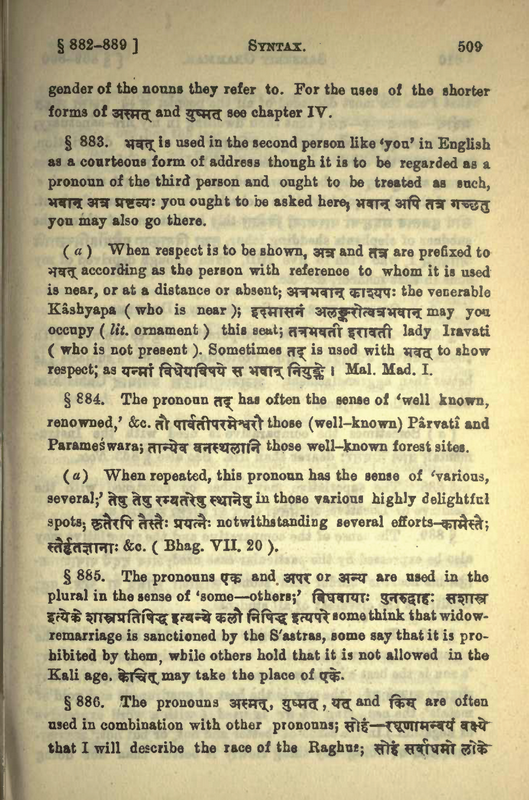 § 882–889 ] SYNTAX. 509
gender of the nouns they refer to. For the uses of the shorter
forms of अस्मत् and युष्मत् see chapter IV.
§ 883. भवत् is used in the second person like ‘you’ in English
as a courteous form of address though it is to be regarded as a
pronoun of the third person and ought to be treated as such,
भवान् अत्र प्रष्टव्यः you ought to be asked here, भवान् अपि तत्र गच्छतु
you may also go there.
( a ) When respect is to be shown, अत्र and तत्र are prefixed to
भवत् according as the person with reference to whom it is used
is near, or at a distance or absent; अत्रभवान् काश्यपः the venerable
Kâshyapa ( who is near ); इदमासनं अलङ्करोत्वत्रभवान् may you
occupy ( lit. ornament ) this seat; तत्रभवती इरावती lady Iravati
( who is not present ). Sometimes तद् is used with भवत् to show
respect; as यन्मां विधेयविषये स भवान् नियुङ्क्ते । Mal. Mad. I.
§ 884. The pronoun तद् has often the sense of ‘well known,
renowned,’ &c. तौ पार्वतीपरमेश्वरौ those (well-known) Pârvatî and
Parameśwara; तान्येव वनस्थलानि those well-known forest sites.
(a) When repeated, this pronoun has the sense of ‘various,
several;’ तेषु तेषु रम्यतरेषु स्थानेषु in those various highly delightful
spots; कृतैरपि तैस्तैः प्रयत्नैः notwithstanding several efforts–कामैस्तै;
स्तैर्हृतज्ञानाः &c. ( Bhag. VII. 20 ).
§ 885. The pronouns एक and अपर or अन्य are used in the
plural in the sense of ‘some—others;’ विधवायाः पुनरुद्वाहः सशास्त्र
इत्येके शास्त्रप्रतिषिद्ध इत्यन्ये कलौ निषिद्ध इत्यपरे some think that widow-
remarriage is sanctioned by the S'astras, some say that it is pro-
hibited by them, while others hold that it is not allowed in the
Kali age. केचित् may take the place of एके.
§ 886. The pronouns अस्मत्, युष्मत्, यत् and किम् are often
used in combination with other pronouns; सोहं—रघूणामन्वयं वक्ष्ये
that I will describe the race of the Raghus; सोहं सर्वाधमो लोके